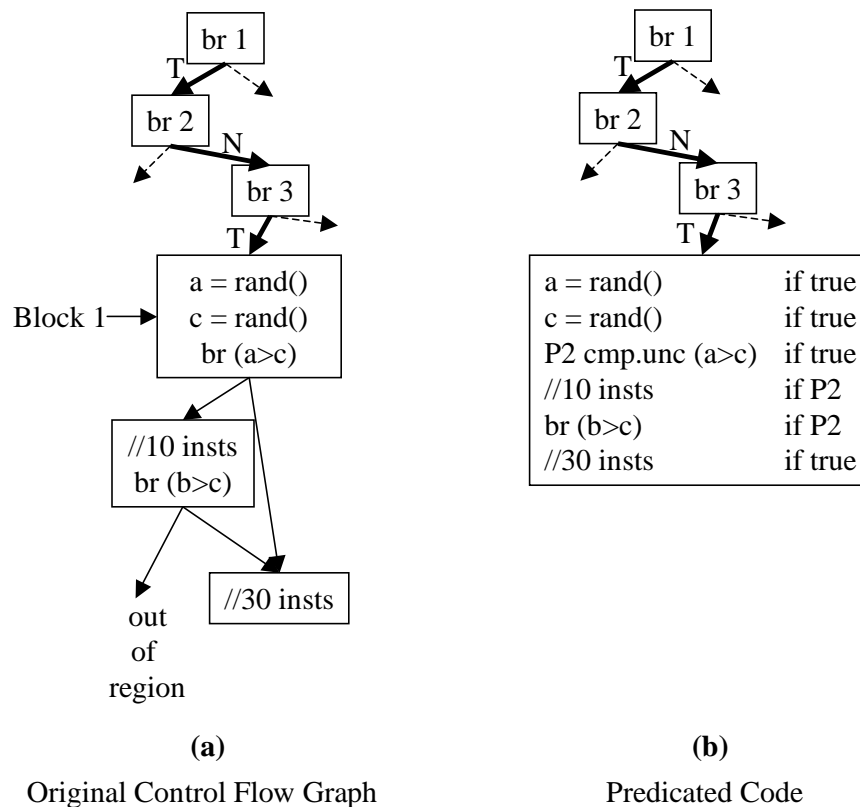 br 1
T
br 2
N
br 3
T
Block 1
a = rand()
c = rand()
br (a>c)
//10 insts
br (b>c)
//30 insts
out
of
region
(a)
Original Control Flow Graph
br 1
T
br 2
N
br 3
T
a = rand() if true
c = rand() if true
P2 cmp.unc (a>c) if true
//10 insts if P2
br (b>c) if P2
//30 insts if true
(b)
Predicated Code